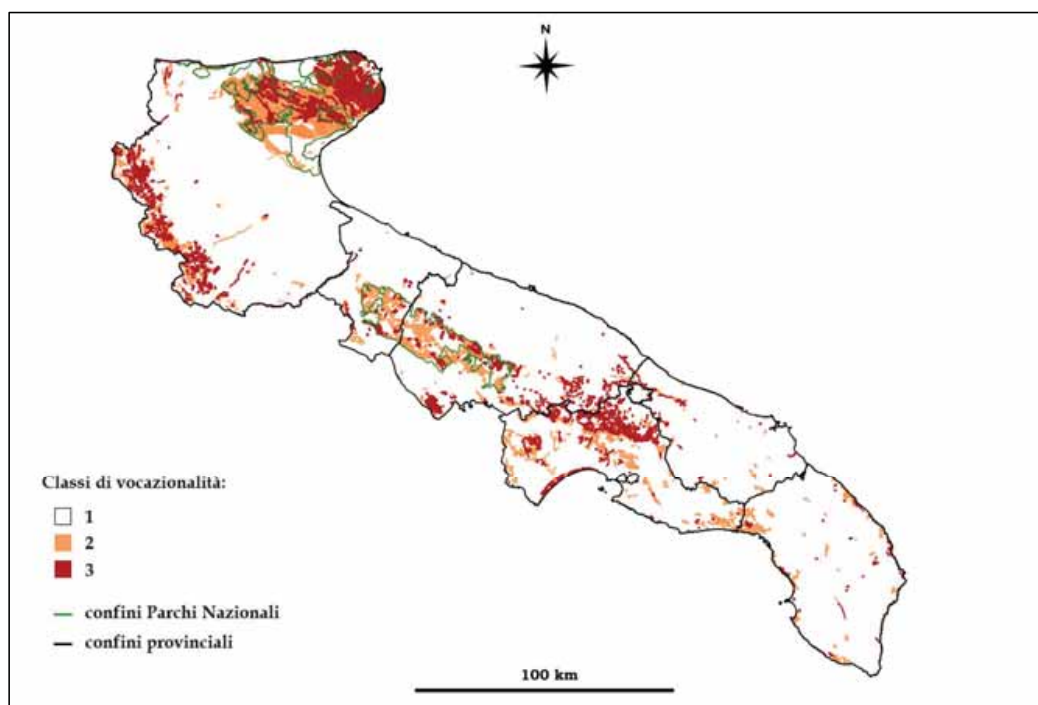 N
Classi di vocazionalità:
1
2
3
confini Parchi Nazionali
confini provinciali
100 km